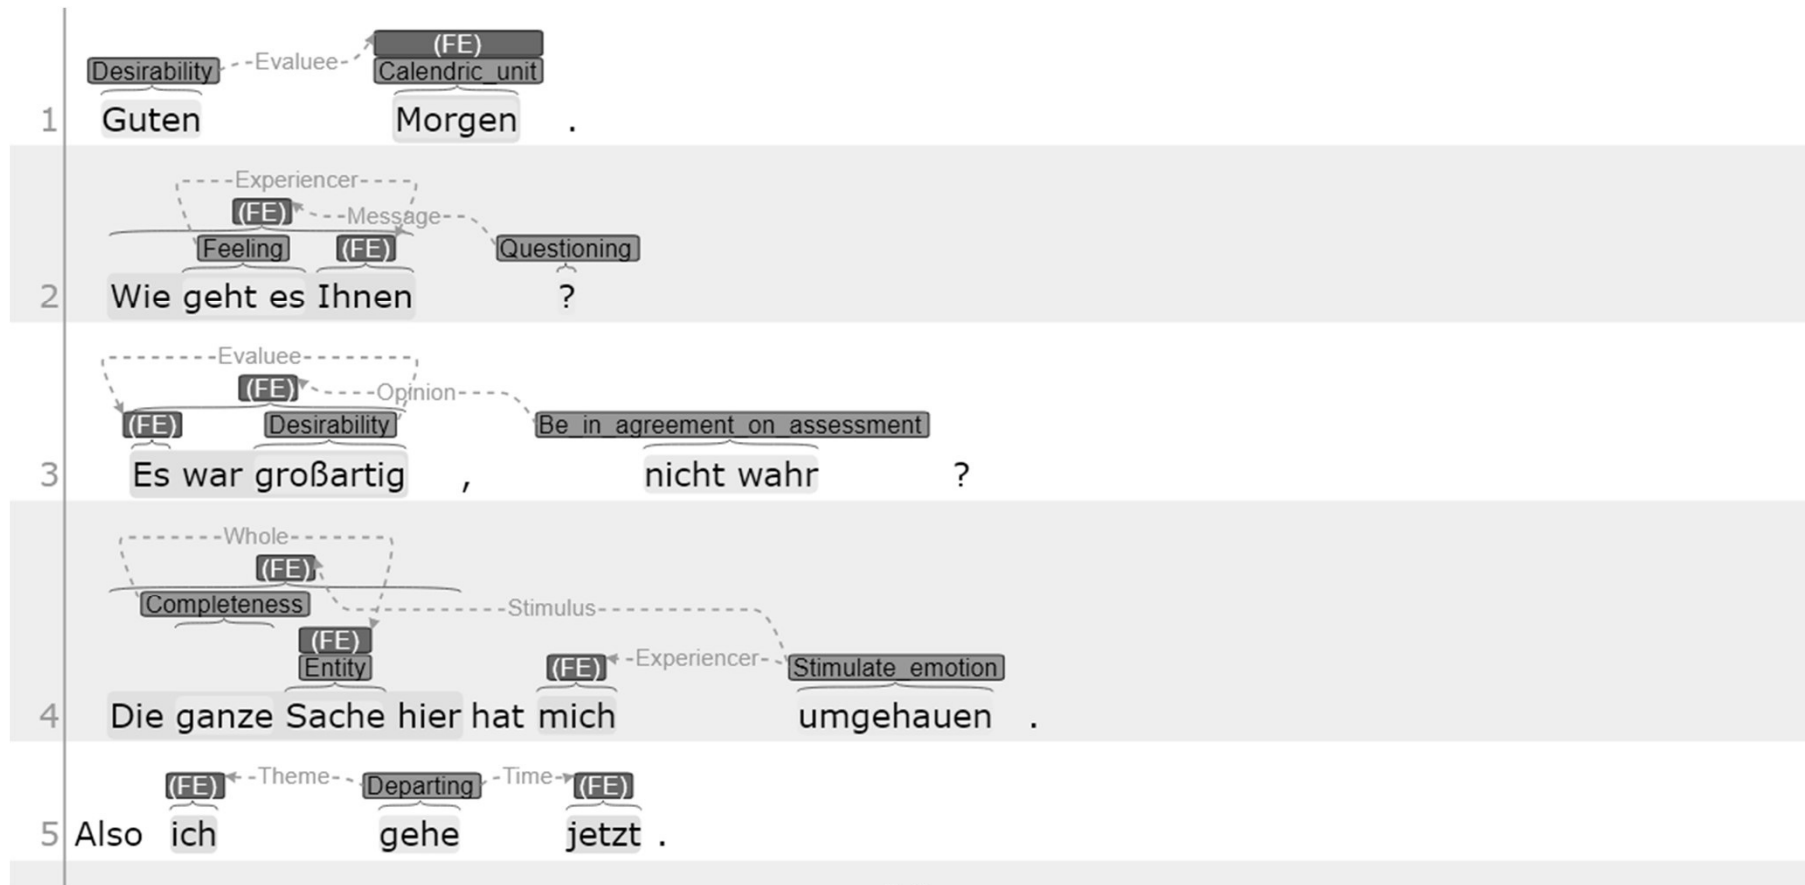 (FE)
Desirability Evaluee Calendric_unit
1 Guten Morgen .
Experiencer
(FE) Message
Feeling (FE) Questioning
2 Wie geht es Ihnen ?
Evaluee
(FE) Opinion
(FE) Desirability Be_in_agreement_on_assessment
3 Es war großartig , nicht wahr ?
Whole
(FE)
Completeness Stimulus
(FE)
Entity (FE) Experiencer Stimulate_emotion
4 Die ganze Sache hier hat mich umgehauen .
(FE) Theme Departing Time (FE)
5 Also ich gehe jetzt .